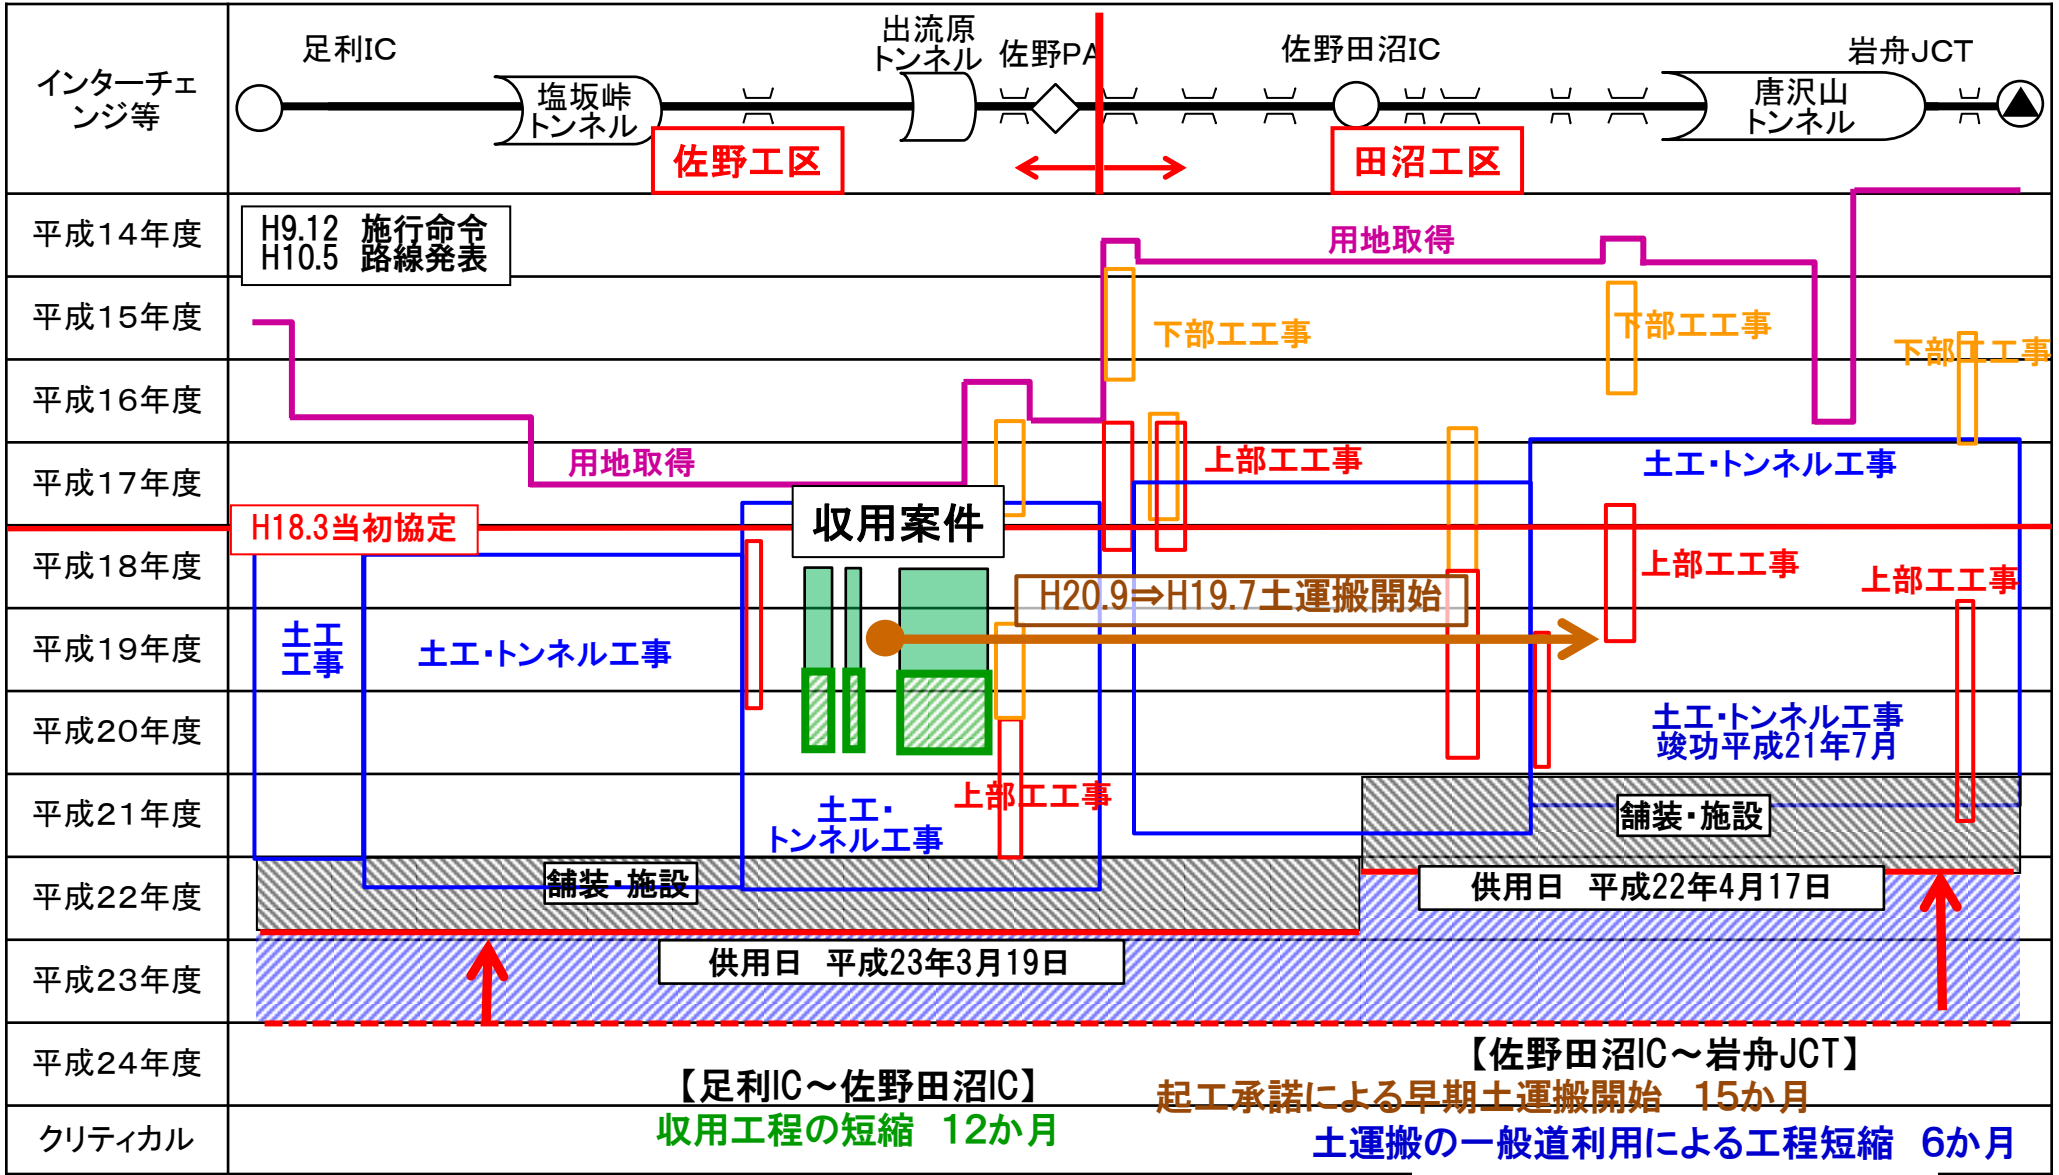 インターチェ
ンジ等
足利IC
塩坂峠
トンネル
出流原
トンネル
佐野PA
佐野田沼IC
岩舟JCT
唐沢山
トンネル
佐野工区
田沼工区
平成14年度
H9.12 施行命令
H10.5 路線発表
用地取得
平成15年度
下部工工事
下部工工事
下部工工事
平成16年度
平成17年度
用地取得
上部工工事
土工・トンネル工事
収用案件
H18.3当初協定
平成18年度
上部工工事
上部工工事
H20.9⇒H19.7土運搬開始
平成19年度
土工
工事
土工・トンネル工事
平成20年度
土工・トンネル工事
竣功平成21年7月
平成21年度
上部工工事
土工・
トンネル工事
舗装・施設
平成22年度
舗装・施設
供用日 平成22年4月17日
平成23年度
供用日 平成23年3月19日
平成24年度
【足利IC～佐野田沼IC】
【佐野田沼IC～岩舟JCT】
起工承諾による早期土運搬開始 15か月
クリティカル
収用工程の短縮 12か月
土運搬の一般道利用による工程短縮 6か月